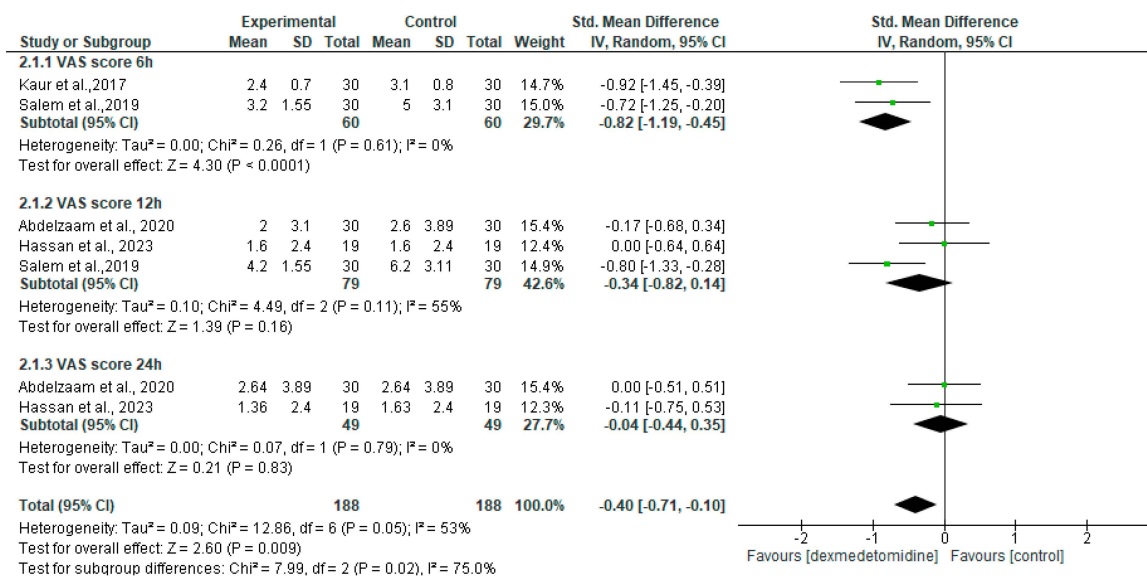 Experimental Control Std. Mean Difference Std. Mean Difference
Study or Subgroup Mean SD Total Mean SD Total Weight IV, Random, 95% CI IV, Random, 95% CI
2.1.1 VAS score 6h
Kaur et al.,2017 2.4 0.7 30 3.1 0.8 30 14.7% -0.92 [-1.45, -0.39]
Salem et al.,2019 3.2 1.55 30 5 3.1 30 15.0% -0.72 [-1.25, -0.20]
Subtotal (95% CI) 60 60 29.7% -0.82 [-1.19, -0.45]
Heterogeneity: Tau² = 0.00; Chi² = 0.26, df = 1 (P = 0.61); I² = 0%
Test for overall effect: Z = 4.30 (P < 0.0001)
2.1.2 VAS score 12h
Abdelzaam et al., 2020 2 3.1 30 2.6 3.89 30 15.4% -0.17 [-0.68, 0.34]
Hassan et al., 2023 1.6 2.4 19 1.6 2.4 19 12.4% 0.00 [-0.64, 0.64]
Salem et al.,2019 4.2 1.55 30 6.2 3.11 30 14.9% -0.80 [-1.33, -0.28]
Subtotal (95% CI) 79 79 42.6% -0.34 [-0.82, 0.14]
Heterogeneity: Tau² = 0.10; Chi² = 4.49, df = 2 (P = 0.11); I² = 55%
Test for overall effect: Z = 1.39 (P = 0.16)
2.1.3 VAS score 24h
Abdelzaam et al., 2020 2.64 3.89 30 2.64 3.89 30 15.4% 0.00 [-0.51, 0.51]
Hassan et al., 2023 1.36 2.4 19 1.63 2.4 19 12.3% -0.11 [-0.75, 0.53]
Subtotal (95% CI) 49 49 27.7% -0.04 [-0.44, 0.35]
Heterogeneity: Tau² = 0.00; Chi² = 0.07, df = 1 (P = 0.79); I² = 0%
Test for overall effect: Z = 0.21 (P = 0.83)
Total (95% CI) 188 188 100.0% -0.40 [-0.71, -0.10]
Heterogeneity: Tau² = 0.09; Chi² = 12.86, df = 6 (P = 0.05); I² = 53%
-2 -1 0 1 2
Test for overall effect: Z = 2.60 (P = 0.009)
Favours [dexmedetomidine] Favours [control]
Test for subgroup differences: Chi² = 7.99, df = 2 (P = 0.02), I² = 75.0%